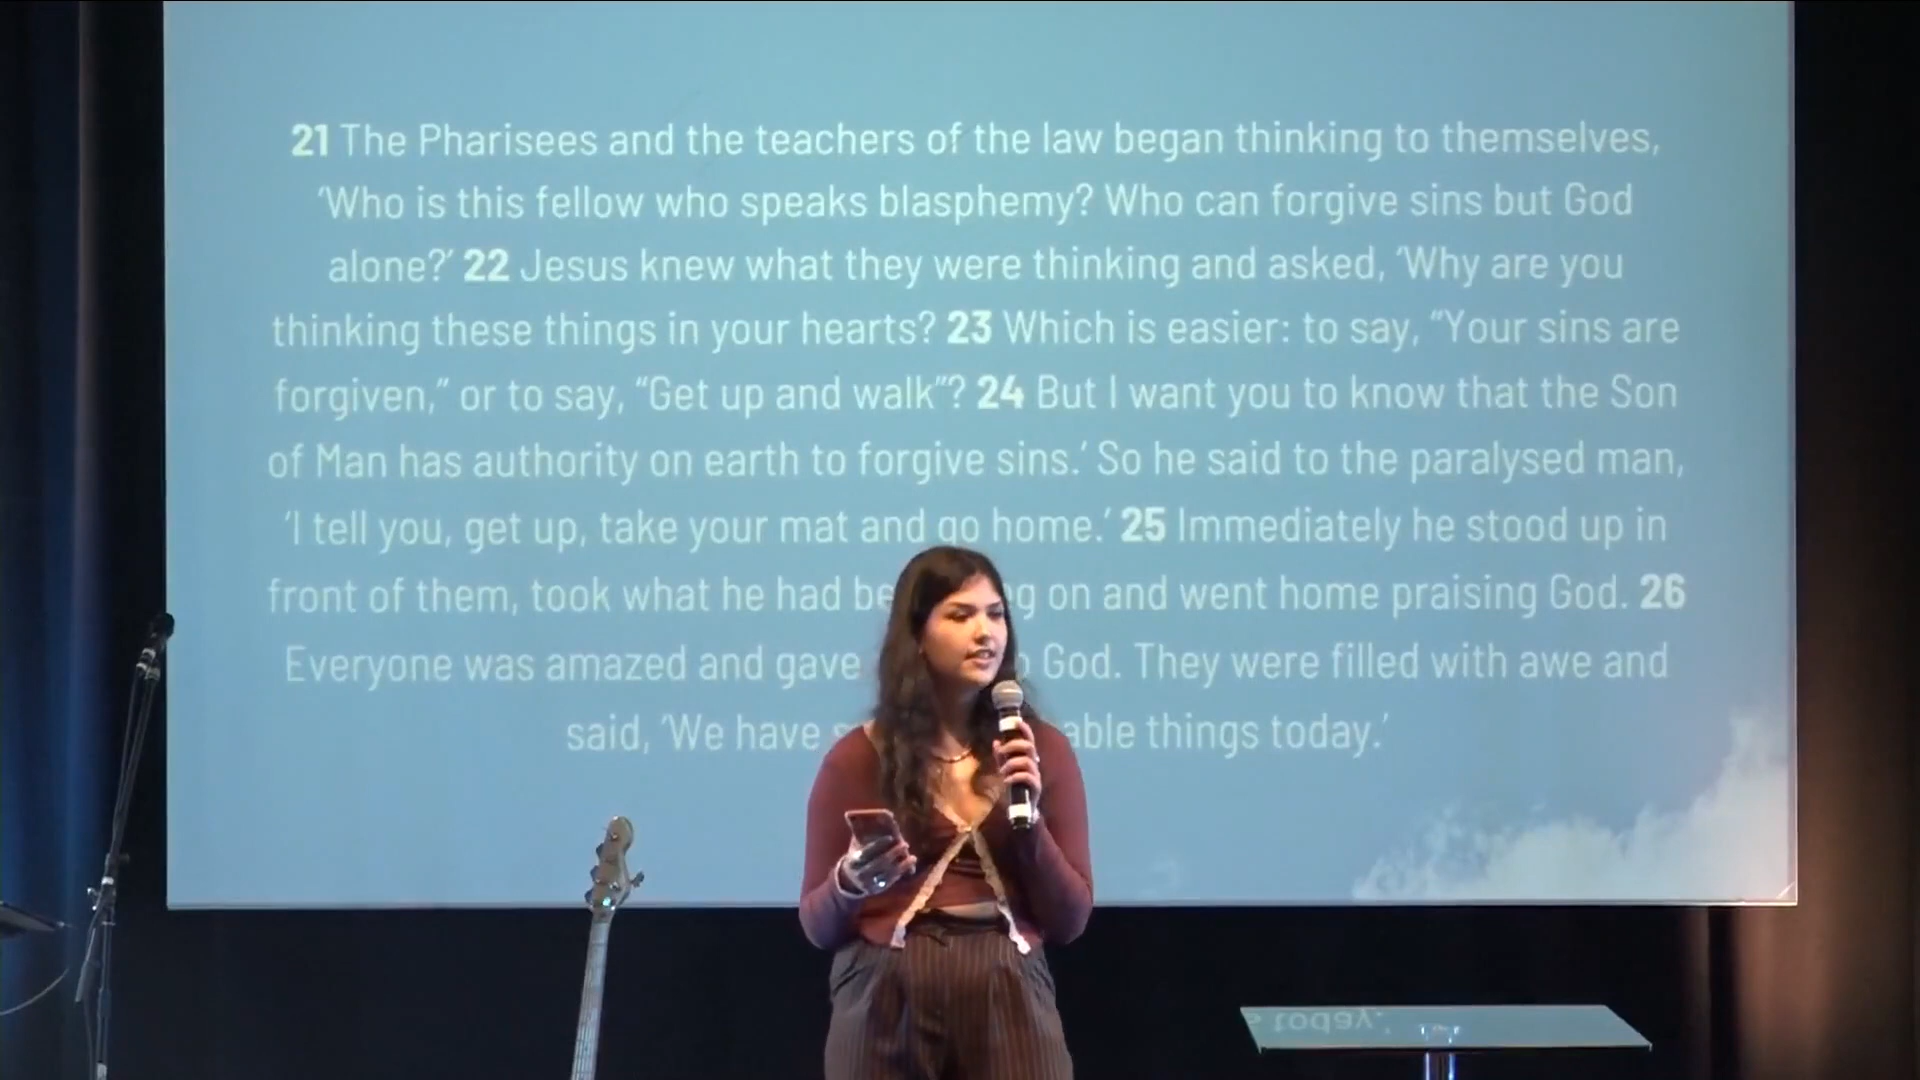 21 The Pharisees and the teachers of the law began thinking to themselves,
‘Who is this fellow who speaks blasphemy? Who can forgive sins but God
alone?’ 22 Jesus knew what they were thinking and asked, ‘Why are you
thinking these things in your hearts? 23 Which is easier: to say, “Your sins are
forgiven,” or to say, “Get up and walk”? 24 But I want you to know that the Son
of Man has authority on earth to forgive sins.’ So he said to the paralysed man,
‘I tell you, get up, take your mat and go home.’ 25 Immediately he stood up in
front of them, took what he had on and went home praising God. 26
Everyone was amazed and gave God. They were filled with awe and
said, ‘We have things today.’
today.’